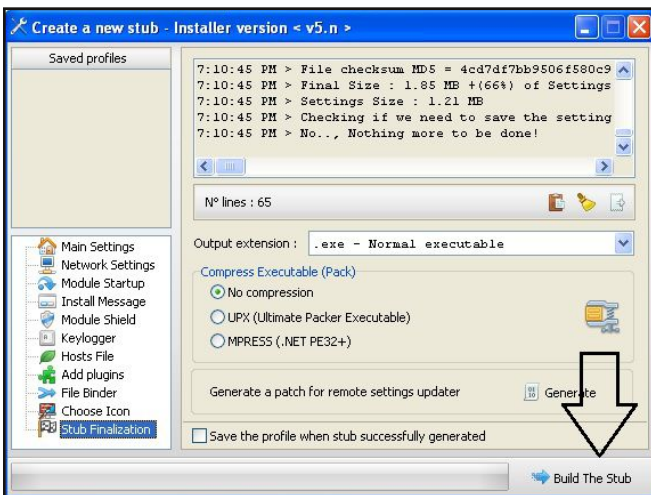 Create a new stub - Installer version < v5.n >
Saved profiles
7:10:45 PM > File checksum MD5 = 4cd7df7bb9506f580c9
7:10:45 PM > Final Size : 1.85 MB +(66%) of Settings
7:10:45 PM > Settings Size : 1.21 MB
7:10:45 PM > Checking if we need to save the setting
7:10:45 PM > No.., Nothing more to be done!
N° lines : 65
Main Settings
Network Settings
Module Startup
Install Message
Module Shield
Keylogger
Hosts File
Add plugins
File Binder
Choose Icon
Stub Finalization
Output extension :
.exe - Normal executable
Compress Executable (Pack)
No compression
UPX (Ultimate Packer Executable)
MPRESS (.NET PE32+)
Generate a patch for remote settings updater
Generate
Save the profile when stub successfully generated
Build The Stub